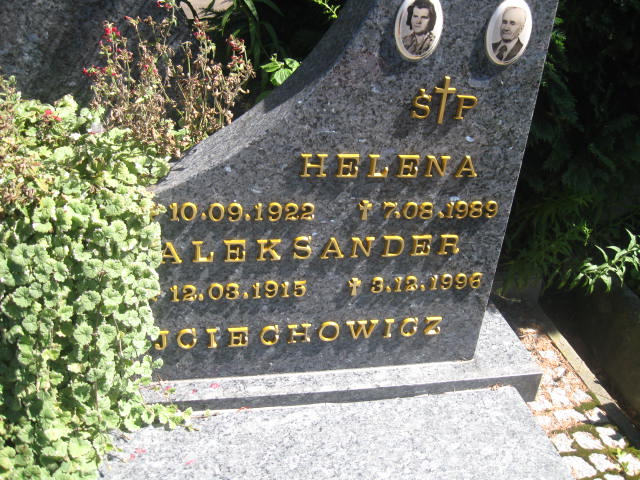 Ś✝P
HELENA
10.09.1922 ✝ 7.08.1989
ALEKSANDER
12.03.1915 ✝ 3.12.1996
JCIECHOWICZ